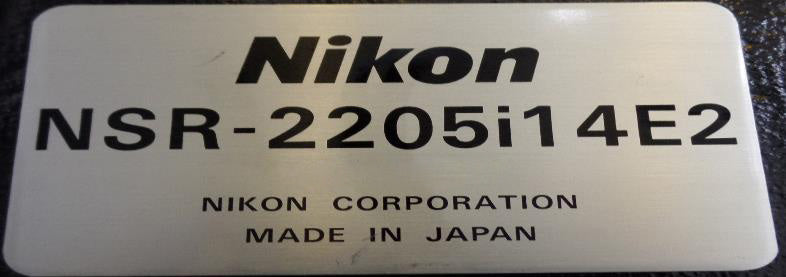 Nikon
NSR-2205i14E2
NIKON CORPORATION
MADE IN JAPAN